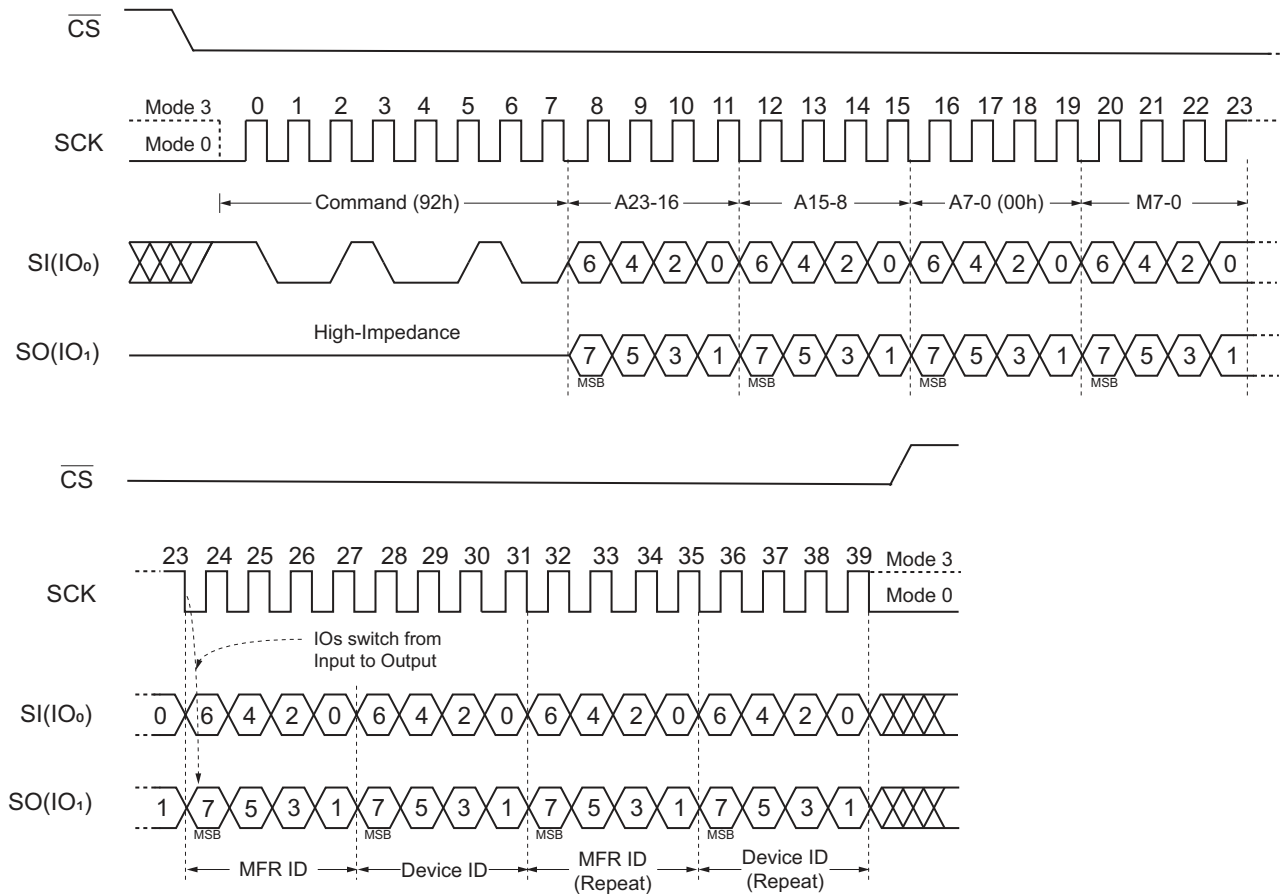 CS
Mode 3 0 1 2 3 4 5 6 7 8 9 10 11 12 13 14 15 16 17 18 19 20 21 22 23
SCK Mode 0
Command (92h) A23-16 A15-8 A7-0 (00h) M7-0
SI(IO₀) 6 4 2 0 6 4 2 0 6 4 2 0 6 4 2 0
High-Impedance
SO(IO₁) 7 5 3 1 7 5 3 1 7 5 3 1 7 5 3 1
MSB MSB MSB MSB
CS
23 24 25 26 27 28 29 30 31 32 33 34 35 36 37 38 39 Mode 3
SCK Mode 0
IOs switch from
Input to Output
SI(IO₀) 0 6 4 2 0 6 4 2 0 6 4 2 0 6 4 2 0
SO(IO₁) 1 7 5 3 1 7 5 3 1 7 5 3 1 7 5 3 1
MSB MSB MSB MSB
MFR ID Device ID MFR ID Device ID
(Repeat) (Repeat)